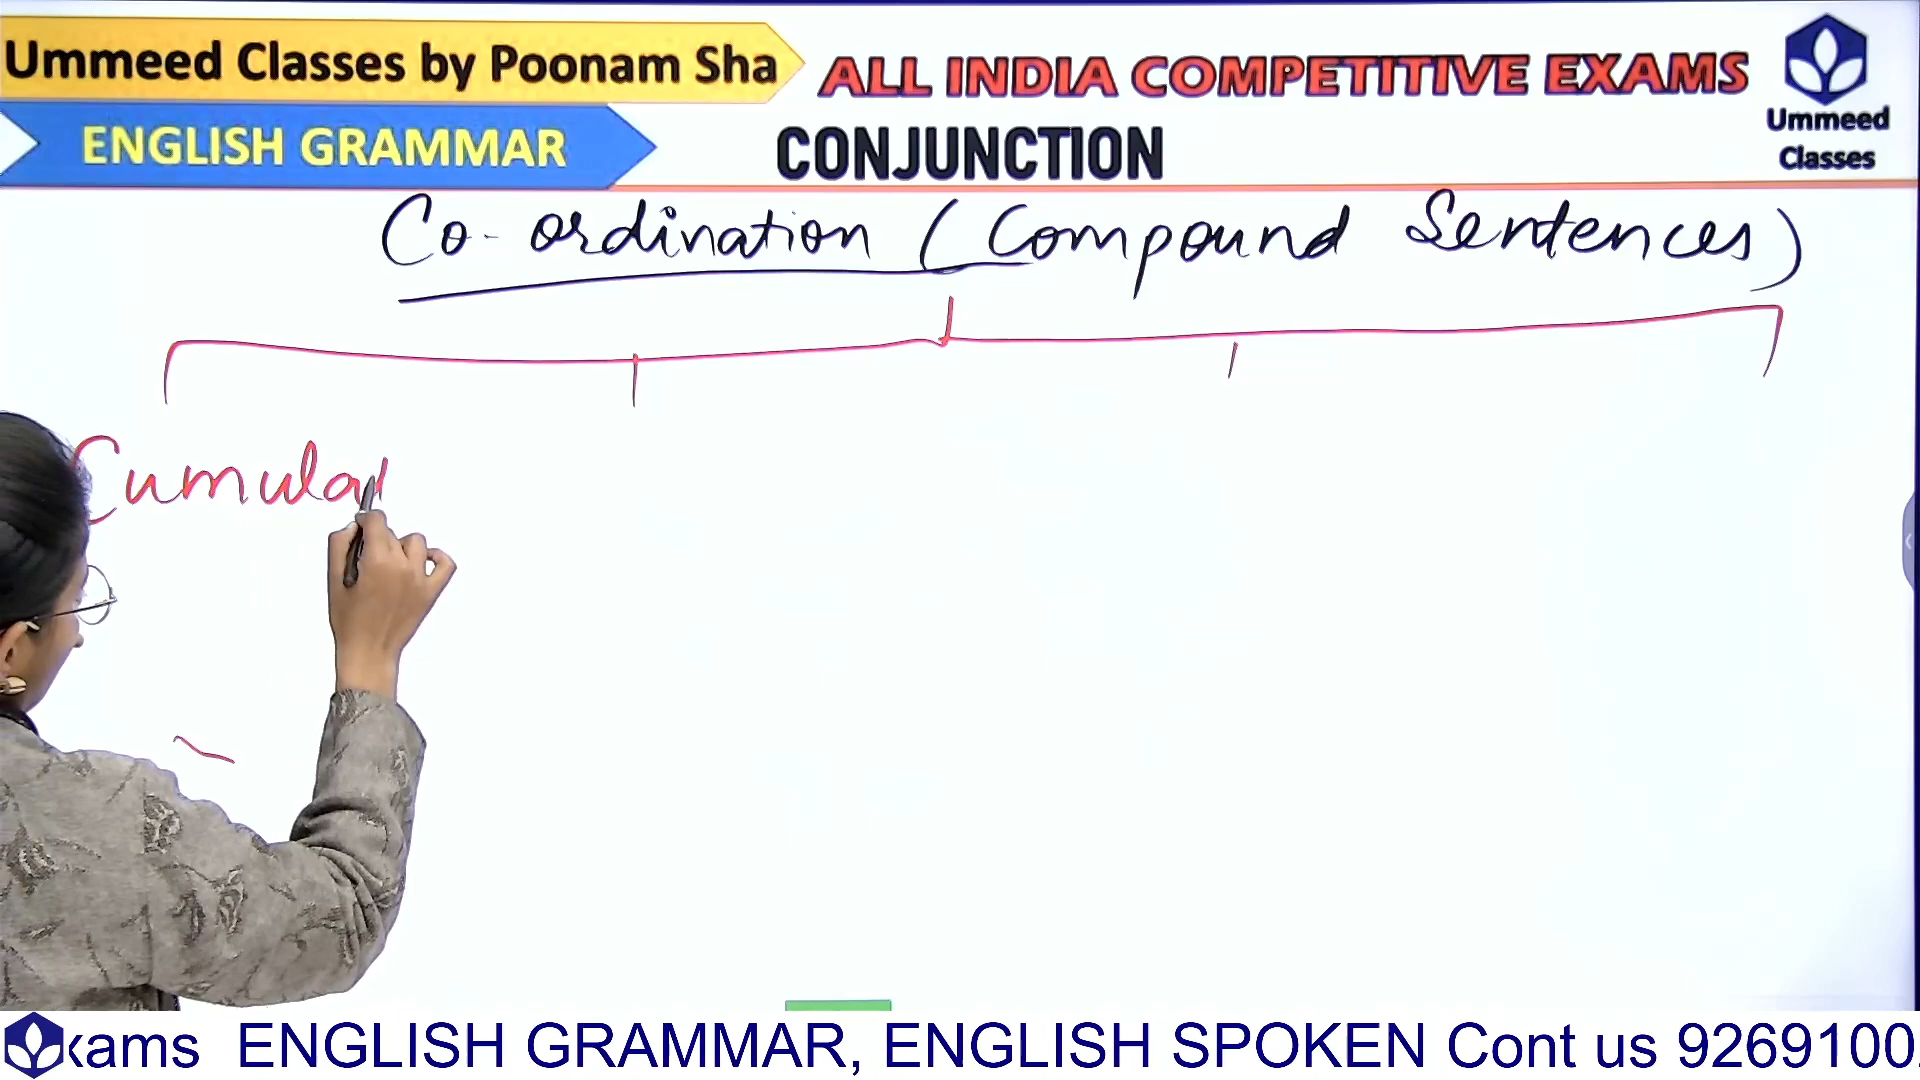 Ummeed Classes by Poonam Sha
ALL INDIA COMPETITIVE EXAMS
Ummeed
Classes
ENGLISH GRAMMAR
CONJUNCTION
Co-ordination (Compound Sentences)
Cumulat
xams ENGLISH GRAMMAR, ENGLISH SPOKEN Cont us 9269100